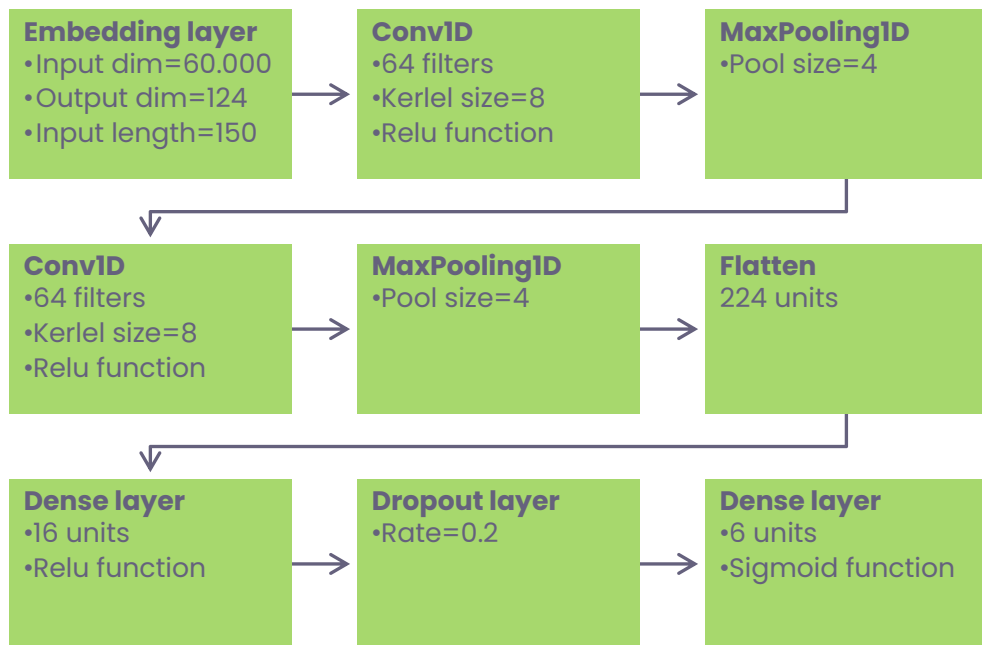 Embedding layer
•Input dim=60.000
•Output dim=124
•Input length=150
Conv1D
•64 filters
•Kerlel size=8
•Relu function
MaxPooling1D
•Pool size=4
Conv1D
•64 filters
•Kerlel size=8
•Relu function
MaxPooling1D
•Pool size=4
Flatten
224 units
Dense layer
•16 units
•Relu function
Dropout layer
•Rate=0.2
Dense layer
•6 units
•Sigmoid function